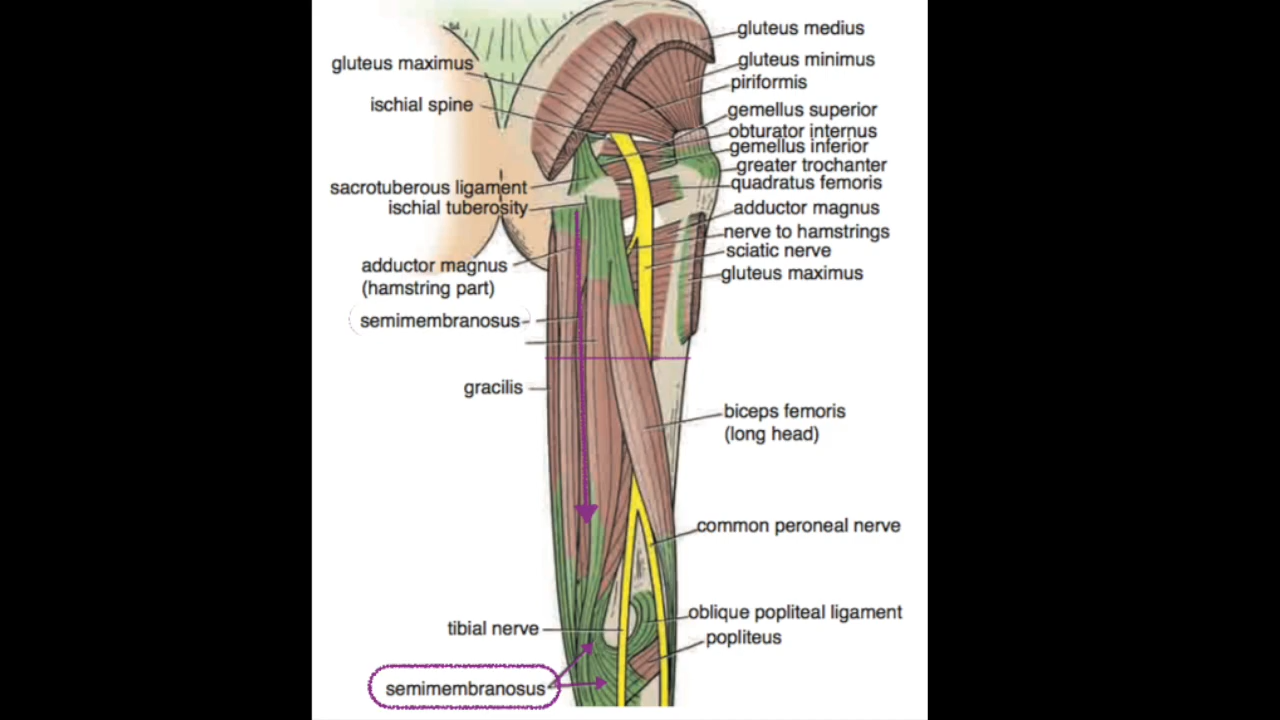 gluteus medius
gluteus maximus
gluteus minimus
piriformis
ischial spine
gemellus superior
obturator internus
gemellus inferior
greater trochanter
quadratus femoris
sacrotuberous ligament
ischial tuberosity
adductor magnus
nerve to hamstrings
sciatic nerve
adductor magnus
(hamstring part)
gluteus maximus
semimembranosus
gracilis
biceps femoris
(long head)
common peroneal nerve
oblique popliteal ligament
tibial nerve
popliteus
semimembranosus